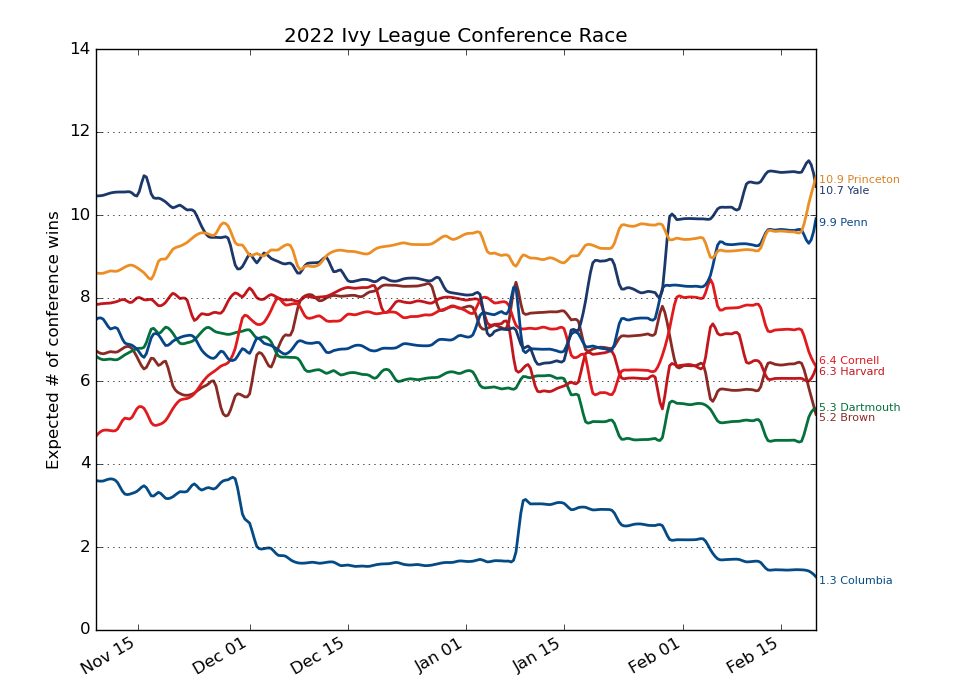 2022 Ivy League Conference Race
Expected # of conference wins
14
12
10
8
6
4
2
0
Nov 15
Dec 01
Dec 15
Jan 01
Jan 15
Feb 01
Feb 15
10.9 Princeton
10.7 Yale
9.9 Penn
6.4 Cornell
6.3 Harvard
5.3 Dartmouth
5.2 Brown
1.3 Columbia